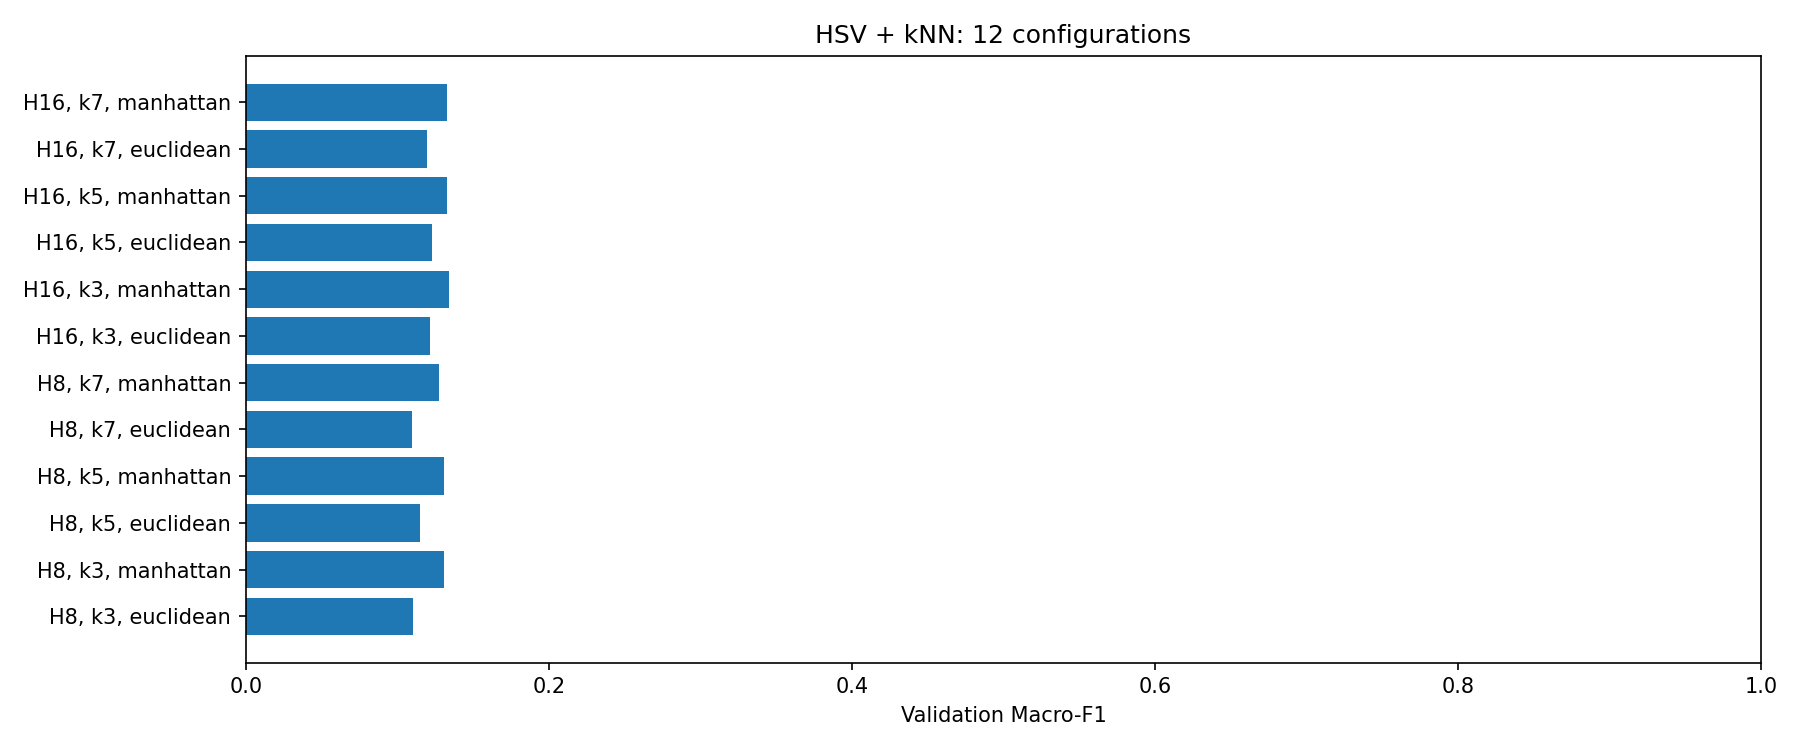 HSV + kNN: 12 configurations
H16, k7, manhattan
H16, k7, euclidean
H16, k5, manhattan
H16, k5, euclidean
H16, k3, manhattan
H16, k3, euclidean
H8, k7, manhattan
H8, k7, euclidean
H8, k5, manhattan
H8, k5, euclidean
H8, k3, manhattan
H8, k3, euclidean
0.0 0.2 0.4 0.6 0.8 1.0
Validation Macro-F1